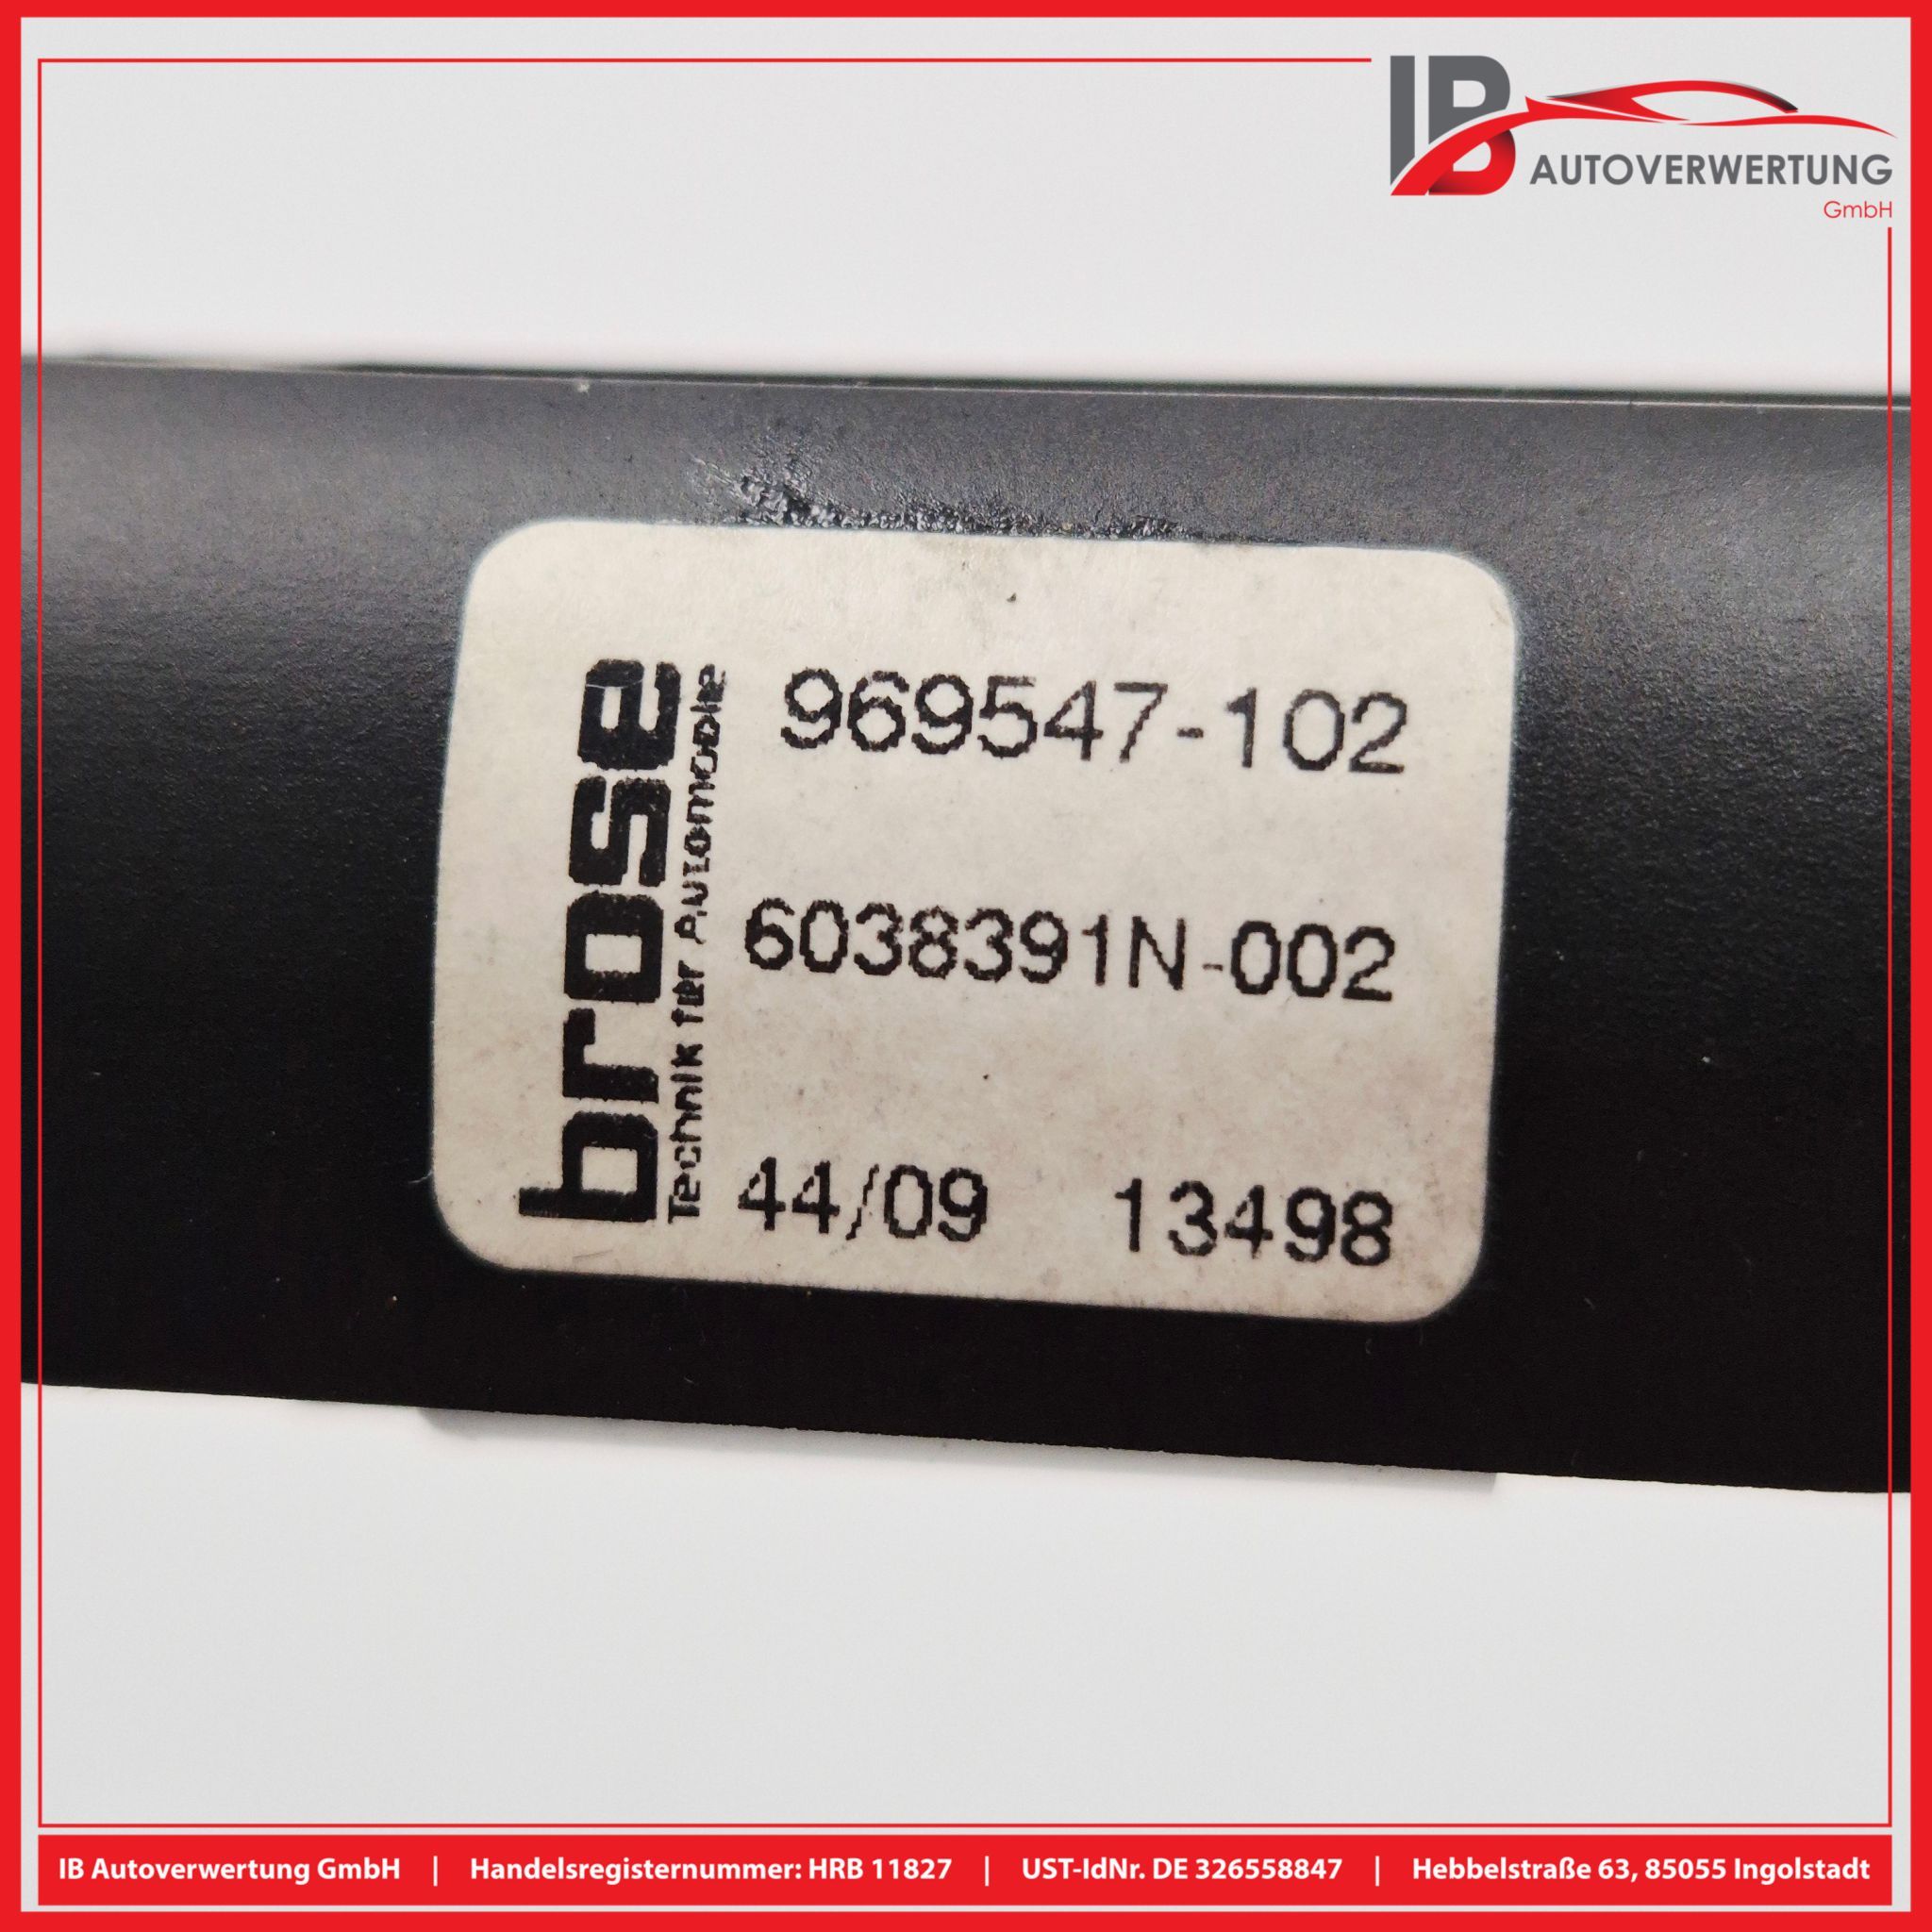 IB
AUTOVERWERTUNG
GmbH
brose
Technik für Automobile
969547-102
6038391N-002
44/09 13498
IB Autoverwertung GmbH | Handelsregisternummer: HRB 11827 | UST-IdNr. DE 326558847 | Hebbelstraße 63, 85055 Ingolstadt